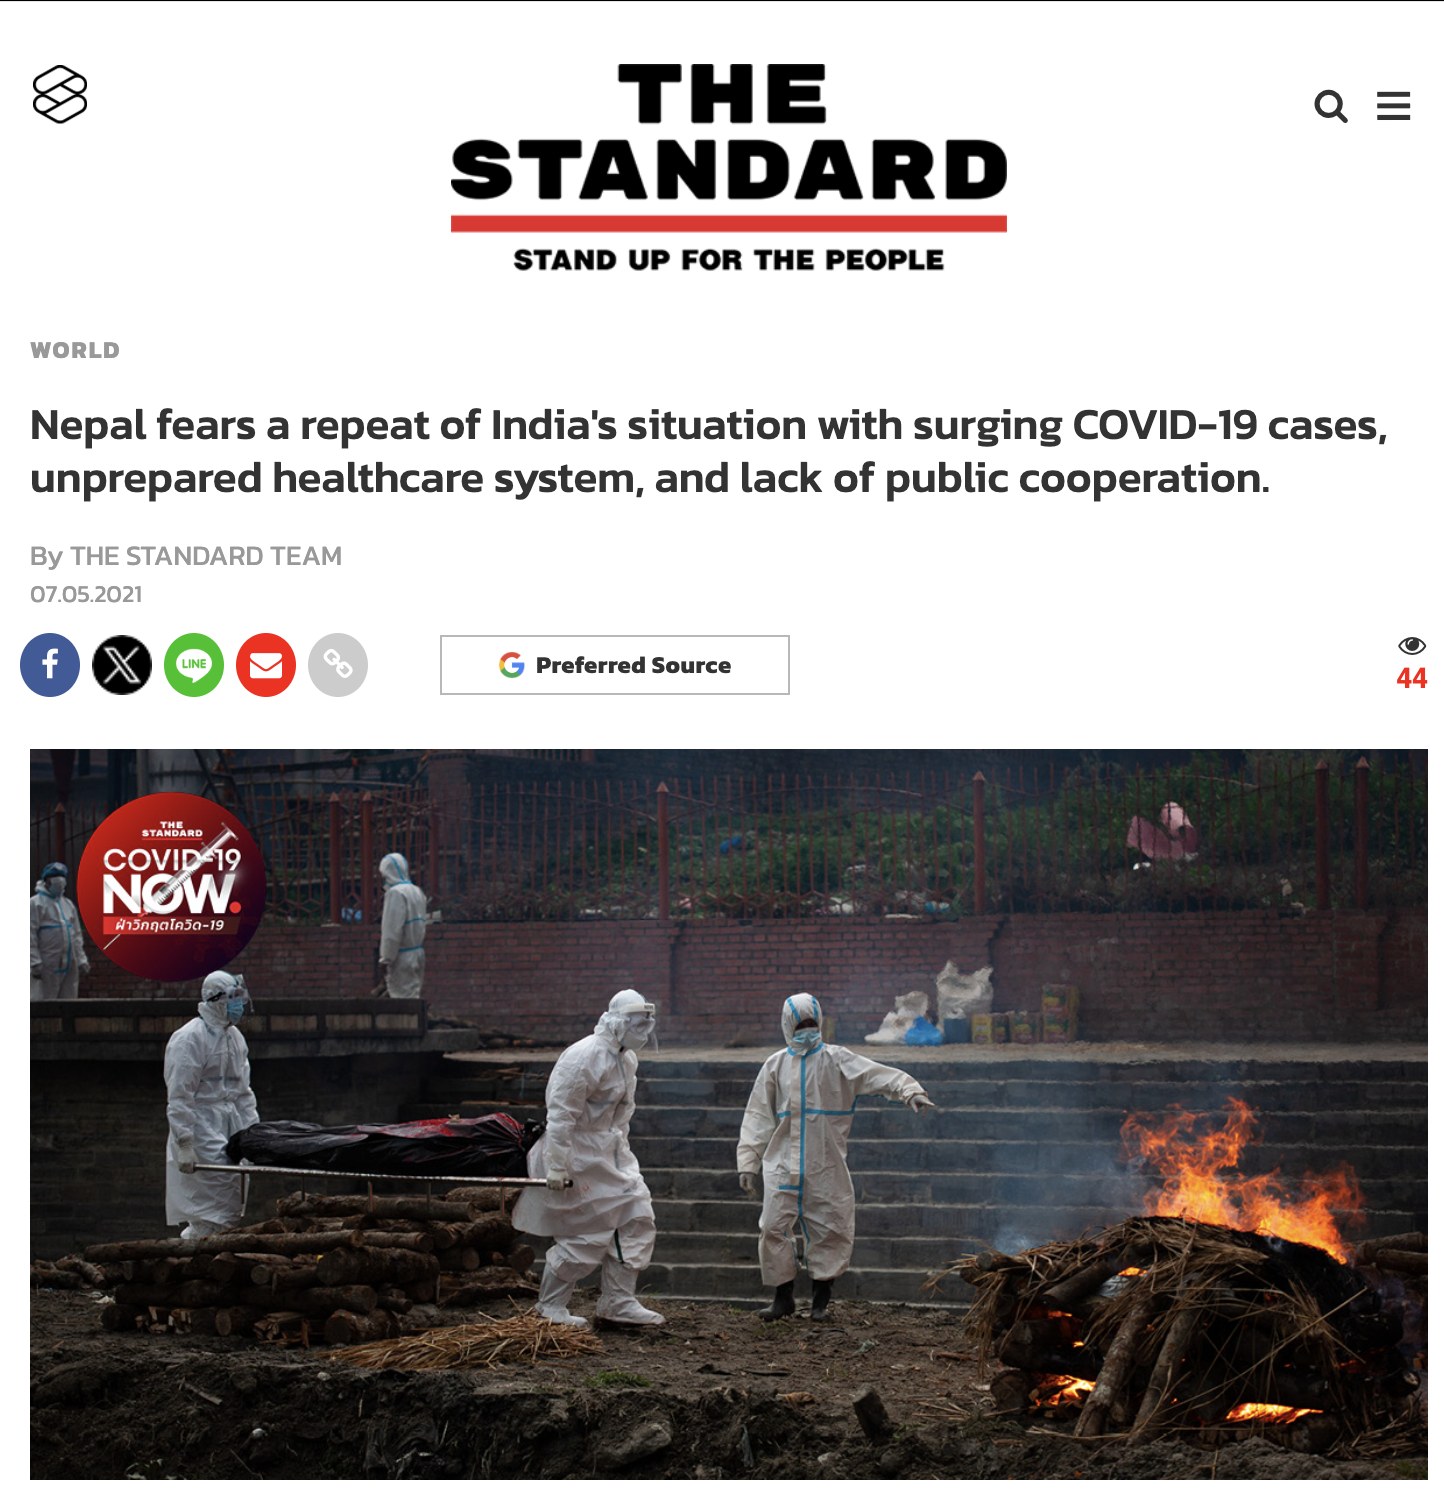 THE
STANDARD
STAND UP FOR THE PEOPLE
WORLD
Nepal fears a repeat of India's situation with surging COVID-19 cases,
unprepared healthcare system, and lack of public cooperation.
By THE STANDARD TEAM
07.05.2021
LINE
G Preferred Source
44
THE
STANDARD
COVID-19
NOW.
ฝ่าวิกฤตโควิด-19